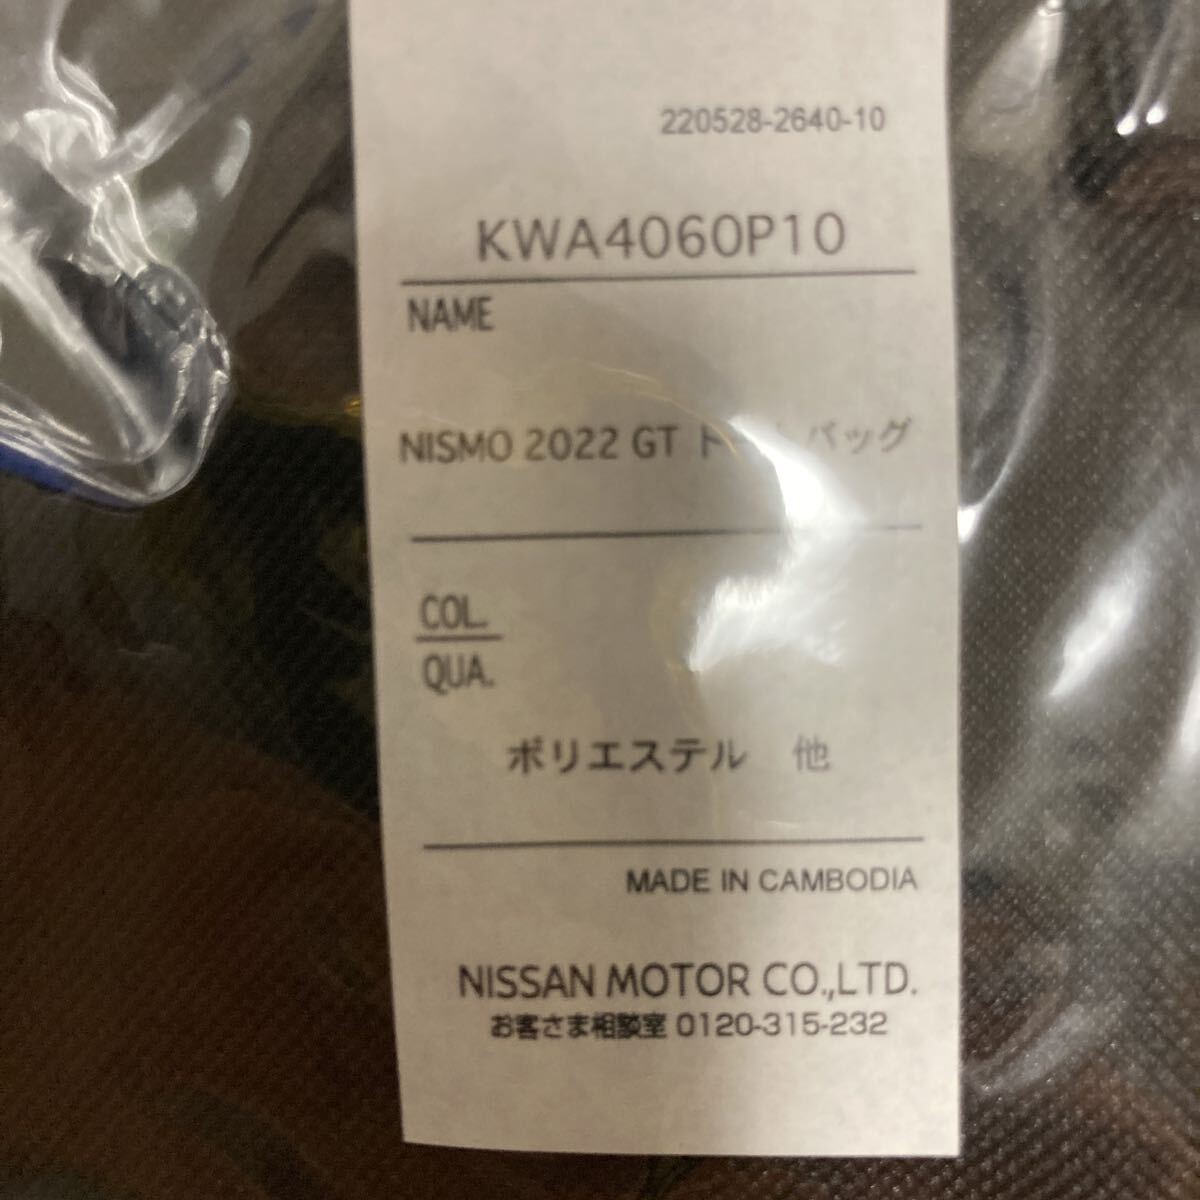 220528-2640-10
KWA4060P10
NAME
NISMO 2022 GT トートバッグ
COL.
QUA.
ポリエステル 他
MADE IN CAMBODIA
NISSAN MOTOR CO.,LTD.
お客さま相談室 0120-315-232